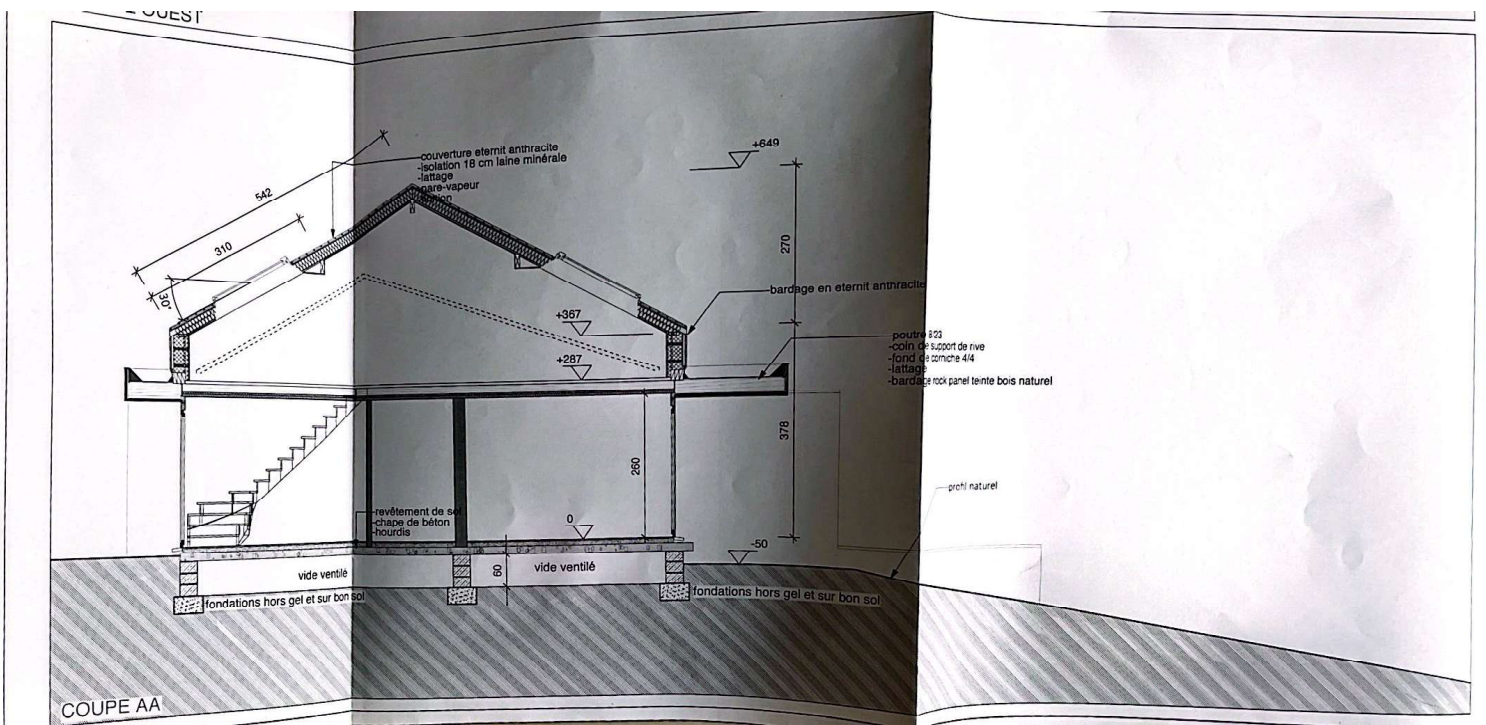 OUEST
+649
couverture eternit anthracite
-isolation 18 cm laine minérale
-lattage
-pare-vapeur
542
310
30°
270
bardage en eternit anthracite
+367
+287
poutre 8/23
-coin de support de rive
-fond de corniche 4/4
-lattage
-bardage rock panel teinte bois naturel
378
260
profil naturel
-revêtement de sol
-chape de béton
-hourdis
0
-50
vide ventilé
60
vide ventilé
fondations hors gel et sur bon sol
fondations hors gel et sur bon sol
COUPE AA